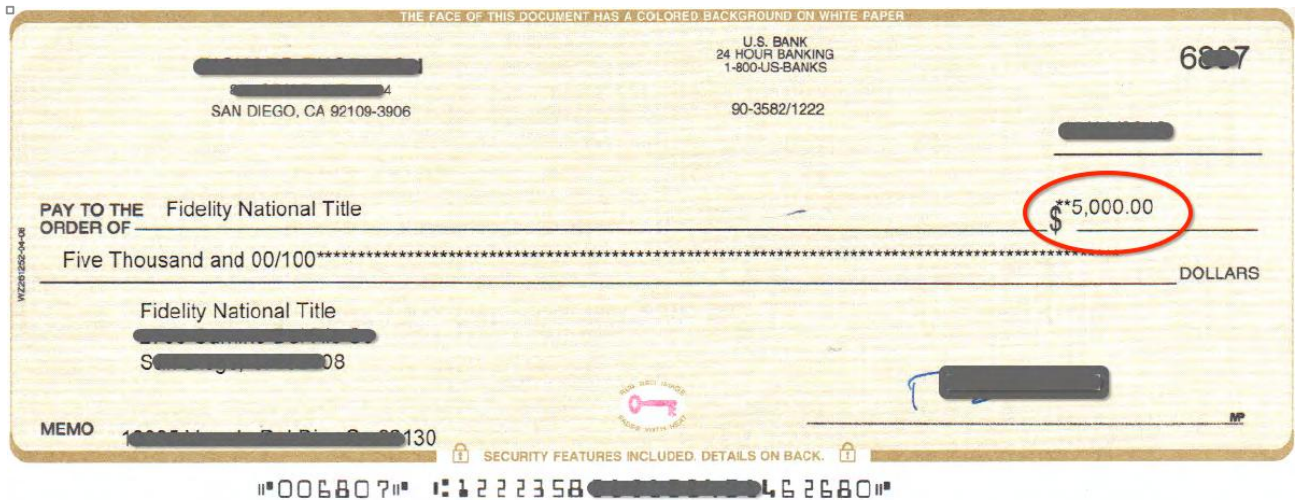 THE FACE OF THIS DOCUMENT HAS A COLORED BACKGROUND ON WHITE PAPER
U.S. BANK
24 HOUR BANKING
1-800-US-BANKS
90-3582/1222
SAN DIEGO, CA 92109-3906
PAY TO THE ORDER OF Fidelity National Title
$**5,000.00
Five Thousand and 00/100
DOLLARS
Fidelity National Title
MEMO
SECURITY FEATURES INCLUDED. DETAILS ON BACK.
MP